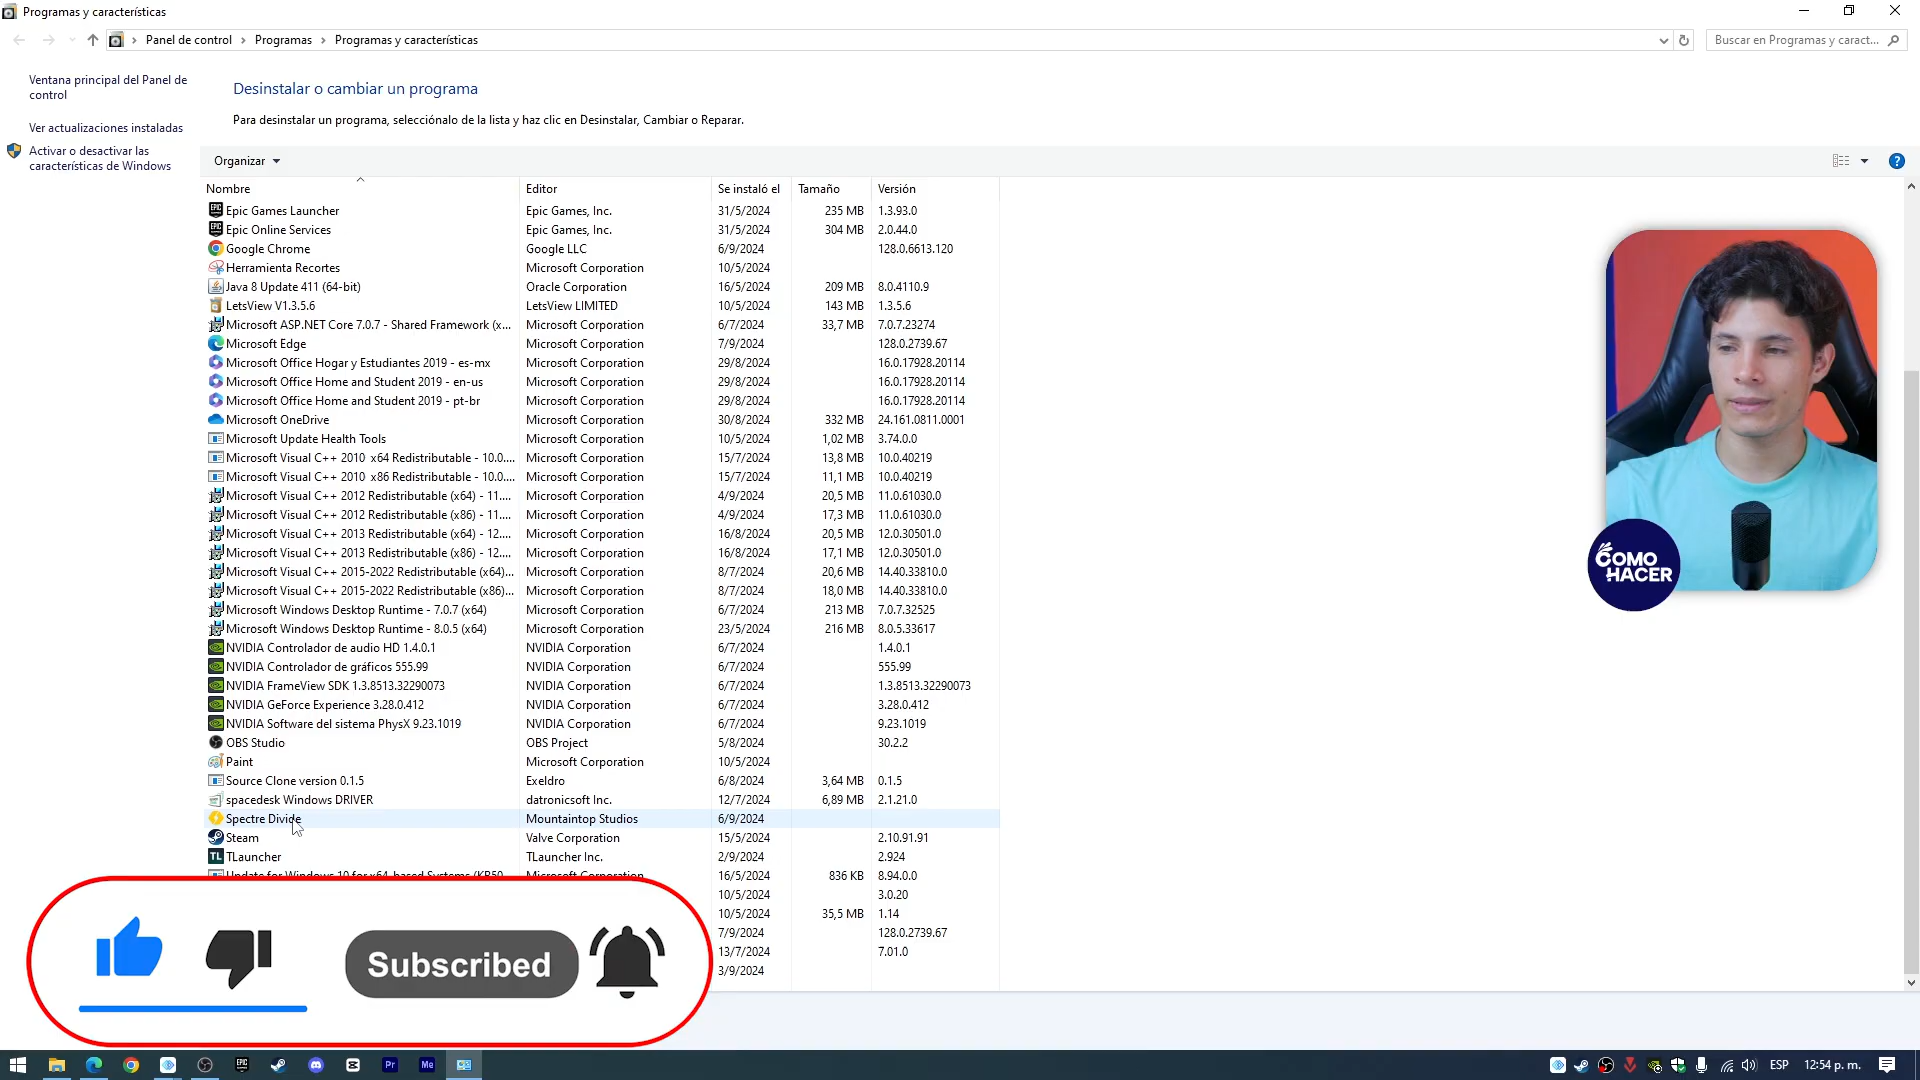 Programas y características
Panel de control > Programas > Programas y características
Buscar en Programas y caract...
Ventana principal del Panel de
control
Ver actualizaciones instaladas
Activar o desactivar las
características de Windows
Desinstalar o cambiar un programa
Para desinstalar un programa, selecciónalo de la lista y haz clic en Desinstalar, Cambiar o Reparar.
Organizar
Nombre Editor Se instaló el Tamaño Versión
Epic Games Launcher Epic Games, Inc. 31/5/2024 235 MB 1.3.93.0
Epic Online Services Epic Games, Inc. 31/5/2024 304 MB 2.0.44.0
Google Chrome Google LLC 6/9/2024 128.0.6613.120
Herramienta Recortes Microsoft Corporation 10/5/2024
Java 8 Update 411 (64-bit) Oracle Corporation 16/5/2024 209 MB 8.0.4110.9
LetsView V1.3.5.6 LetsView LIMITED 10/5/2024 143 MB 1.3.5.6
Microsoft ASP.NET Core 7.0.7 - Shared Framework (x... Microsoft Corporation 6/7/2024 33,7 MB 7.0.7.23274
Microsoft Edge Microsoft Corporation 7/9/2024 128.0.2739.67
Microsoft Office Hogar y Estudiantes 2019 - es-mx Microsoft Corporation 29/8/2024 16.0.17928.20114
Microsoft Office Home and Student 2019 - en-us Microsoft Corporation 29/8/2024 16.0.17928.20114
Microsoft Office Home and Student 2019 - pt-br Microsoft Corporation 29/8/2024 16.0.17928.20114
Microsoft OneDrive Microsoft Corporation 30/8/2024 332 MB 24.161.0811.0001
Microsoft Update Health Tools Microsoft Corporation 10/5/2024 1,02 MB 3.74.0.0
Microsoft Visual C++ 2010 x64 Redistributable - 10.0.... Microsoft Corporation 15/7/2024 13,8 MB 10.0.40219
Microsoft Visual C++ 2010 x86 Redistributable - 10.0.... Microsoft Corporation 15/7/2024 11,1 MB 10.0.40219
Microsoft Visual C++ 2012 Redistributable (x64) - 11.... Microsoft Corporation 4/9/2024 20,5 MB 11.0.61030.0
Microsoft Visual C++ 2012 Redistributable (x86) - 11.... Microsoft Corporation 4/9/2024 17,3 MB 11.0.61030.0
Microsoft Visual C++ 2013 Redistributable (x64) - 12.... Microsoft Corporation 16/8/2024 20,5 MB 12.0.30501.0
Microsoft Visual C++ 2013 Redistributable (x86) - 12.... Microsoft Corporation 16/8/2024 17,1 MB 12.0.30501.0
Microsoft Visual C++ 2015-2022 Redistributable (x64)... Microsoft Corporation 8/7/2024 20,6 MB 14.40.33810.0
Microsoft Visual C++ 2015-2022 Redistributable (x86)... Microsoft Corporation 8/7/2024 18,0 MB 14.40.33810.0
Microsoft Windows Desktop Runtime - 7.0.7 (x64) Microsoft Corporation 6/7/2024 213 MB 7.0.7.32525
Microsoft Windows Desktop Runtime - 8.0.5 (x64) Microsoft Corporation 23/5/2024 216 MB 8.0.5.33617
NVIDIA Controlador de audio HD 1.4.0.1 NVIDIA Corporation 6/7/2024 1.4.0.1
NVIDIA Controlador de gráficos 555.99 NVIDIA Corporation 6/7/2024 555.99
NVIDIA FrameView SDK 1.3.8513.32290073 NVIDIA Corporation 6/7/2024 1.3.8513.32290073
NVIDIA GeForce Experience 3.28.0.412 NVIDIA Corporation 6/7/2024 3.28.0.412
NVIDIA Software del sistema PhysX 9.23.1019 NVIDIA Corporation 6/7/2024 9.23.1019
OBS Studio OBS Project 5/8/2024 30.2.2
Paint Microsoft Corporation 10/5/2024
Source Clone version 0.1.5 Exeldro 6/8/2024 3,64 MB 0.1.5
spacedesk Windows DRIVER datronicsoft Inc. 12/7/2024 6,89 MB 2.1.21.0
Spectre Divide Mountaintop Studios 6/9/2024
Steam Valve Corporation 15/5/2024 2.10.91.91
TLauncher TLauncher Inc. 2/9/2024 2.924
Update for Windows 10 for x64-based Systems (KB50... Microsoft Corporation 16/5/2024 836 KB 8.94.0.0
10/5/2024 3.0.20
10/5/2024 35,5 MB 1.14
7/9/2024 128.0.2739.67
13/7/2024 7.01.0
3/9/2024
COMO
HACER
Subscribed
EPIC
Pr
Me
ESP
12:54 p. m.